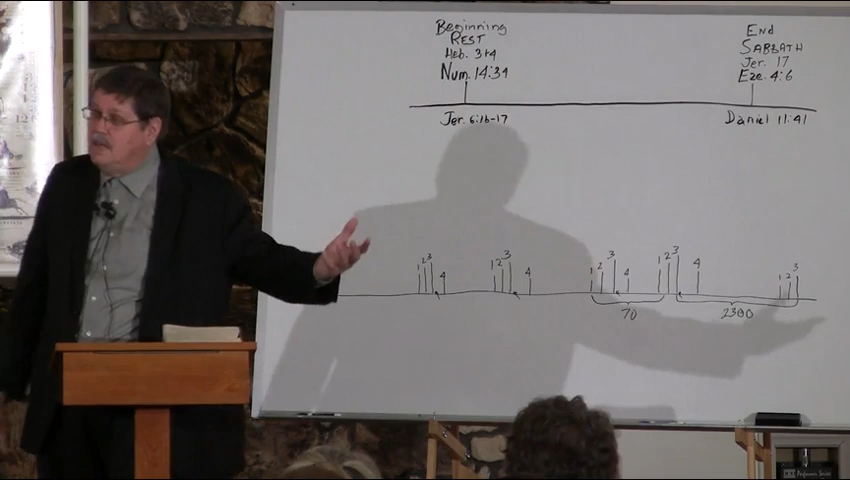 Beginning
REST
Heb. 3+4
Num. 14:34
End
SABBATH
Jer. 17
Eze. 4:6
Jer. 6:16-17
Daniel 11:41
1 2 3 4
1 2 3 4
1 2 3 4
1 2 3 4
1 2 3
70
2300